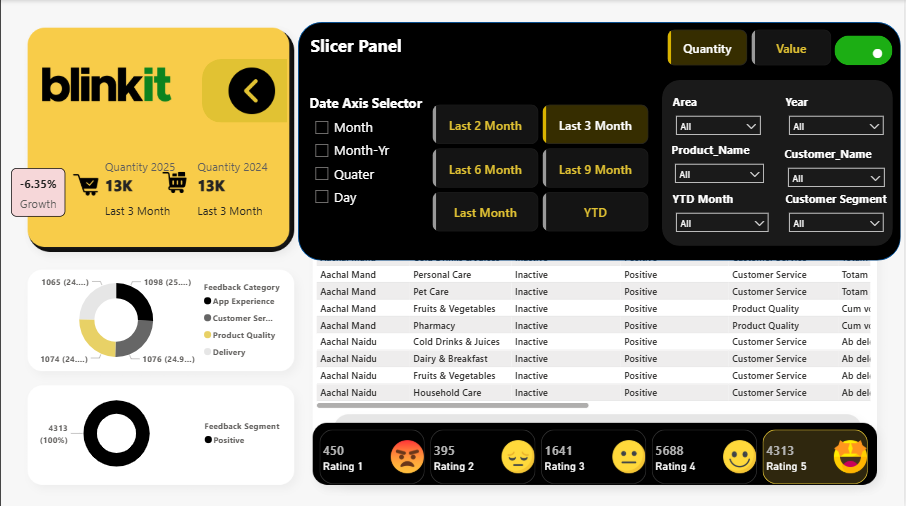 blinkit
Quantity 2025
13K
Last 3 Month
Quantity 2024
13K
Last 3 Month
-6.35%
Growth
Slicer Panel
Quantity
Value
Date Axis Selector
Month
Month-Yr
Quater
Day
Last 2 Month
Last 3 Month
Last 6 Month
Last 9 Month
Last Month
YTD
Area
All
Year
All
Product_Name
All
Customer_Name
All
YTD Month
All
Customer Segment
All
1065 (24....)
1098 (25....)
1074 (24....)
1076 (24.9...)
Feedback Category
App Experience
Customer Ser...
Product Quality
Delivery
4313
(100%)
Feedback Segment
Positive
Aachal Mand Personal Care Inactive Positive Customer Service Totam
Aachal Mand Pet Care Inactive Positive Customer Service Totam
Aachal Mand Fruits & Vegetables Inactive Positive Product Quality Cum
Aachal Mand Pharmacy Inactive Positive Product Quality Cum
Aachal Naidu Cold Drinks & Juices Inactive Positive Customer Service Ab
Aachal Naidu Dairy & Breakfast Inactive Positive Customer Service Ab
Aachal Naidu Fruits & Vegetables Inactive Positive Customer Service Ab
Aachal Naidu Household Care Inactive Positive Customer Service Ab
450
Rating 1
395
Rating 2
1641
Rating 3
5688
Rating 4
4313
Rating 5